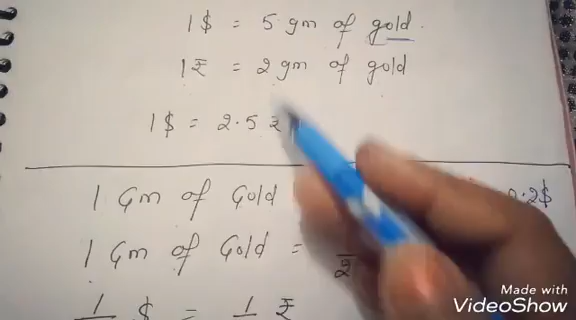 1$ = 5 gm of gold.
1₹ = 2 gm of gold
1$ = 2.5 ₹
1 Gm of Gold 0.2$
1 Gm of Gold =
1 $ = 1 ₹
Made with
VideoShow